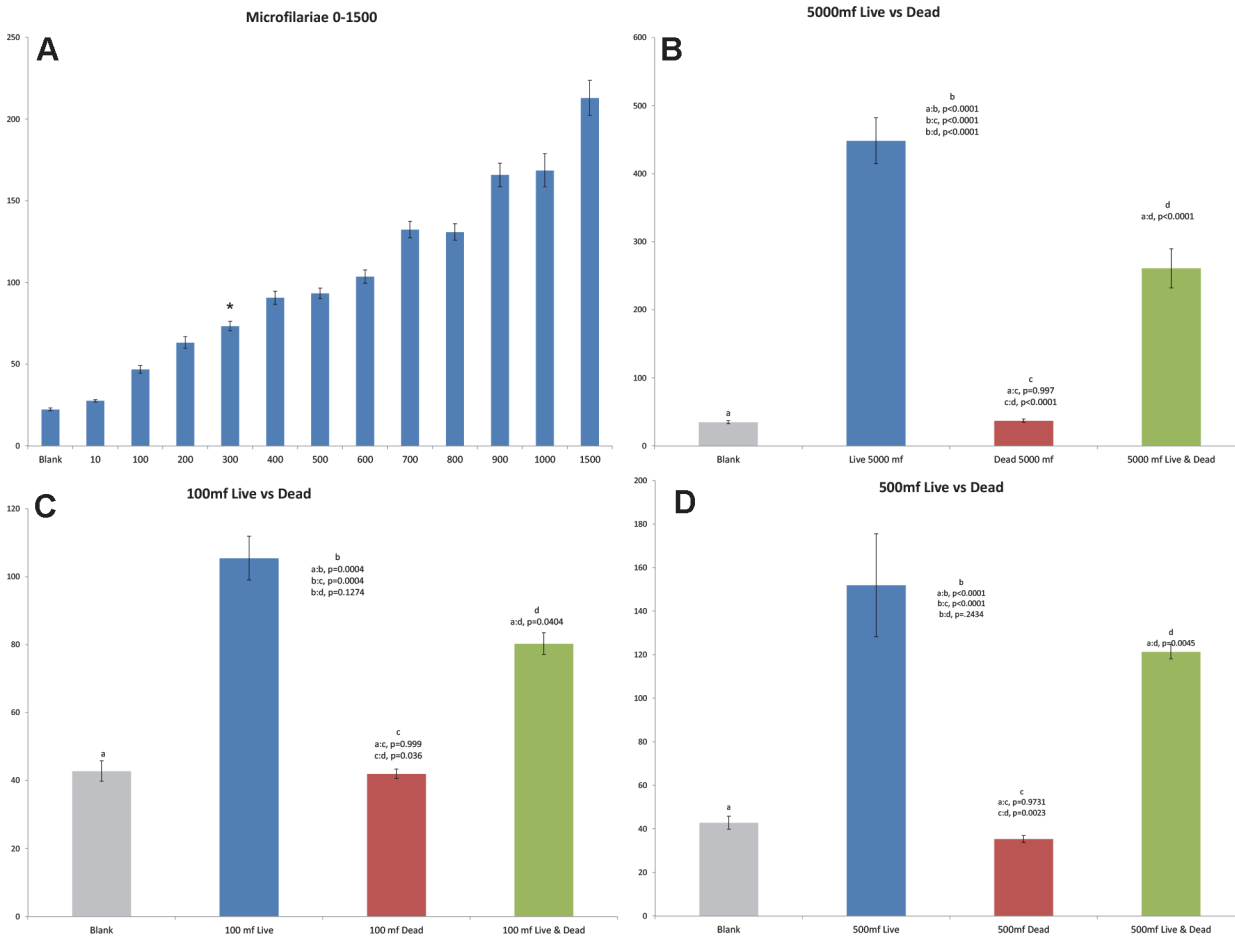 Microfilariae 0-1500
A
250
200
150
100
50
0
*
Blank 10 100 200 300 400 500 600 700 800 900 1000 1500
5000mf Live vs Dead
B
600
500
400
300
200
100
0
a
b
a:b, p<0.0001
b:c, p<0.0001
b:d, p<0.0001
c
a:c, p=0.997
c:d, p<0.0001
d
a:d, p<0.0001
Blank Live 5000 mf Dead 5000 mf 5000 mf Live & Dead
100mf Live vs Dead
C
120
100
80
60
40
20
0
a
b
a:b, p=0.0004
b:c, p=0.0004
b:d, p=0.1274
c
a:c, p=0.999
c:d, p=0.036
d
a:d, p=0.0404
Blank 100 mf Live 100 mf Dead 100 mf Live & Dead
500mf Live vs Dead
D
200
180
160
140
120
100
80
60
40
20
0
a
b
a:b, p<0.0001
b:c, p<0.0001
b:d, p=.2434
c
a:c, p=0.9731
c:d, p=0.0023
d
a:d, p=0.0045
Blank 500mf Live 500mf Dead 500mf Live & Dead